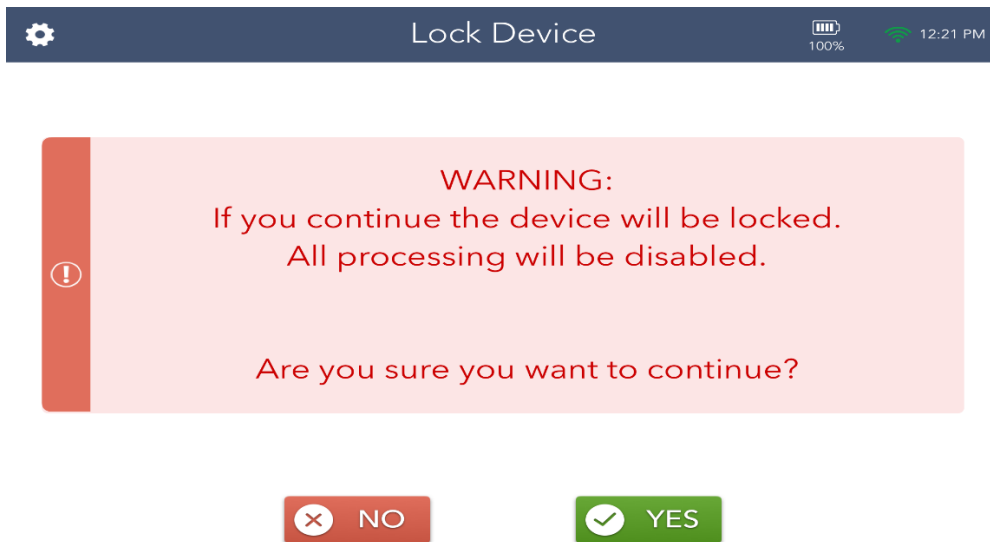 Lock Device
100%
12:21 PM
WARNING:
If you continue the device will be locked.
All processing will be disabled.
Are you sure you want to continue?
NO
YES